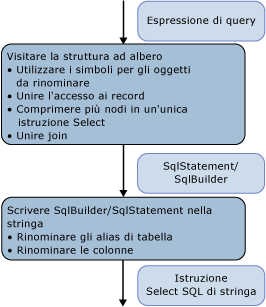 Espressione di query
Visitare la struttura ad albero
• Utilizzare i simboli per gli oggetti
da rinominare
• Unire l'accesso ai record
• Comprimere più nodi in un'unica
istruzione Select
• Unire join
SqlStatement/
SqlBuilder
Scrivere SqlBuilder/SqlStatement nella
stringa
• Rinominare gli alias di tabella
• Rinominare le colonne
Istruzione
Select SQL di stringa